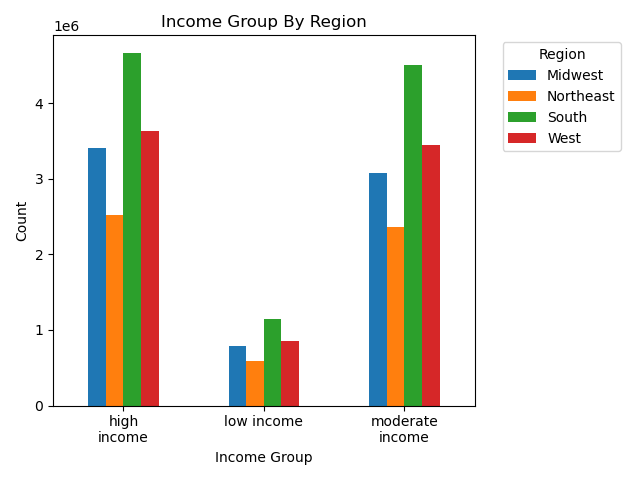 Income Group By Region
1e6
Region
Midwest
Northeast
South
West
4
3
2
1
0
Count
high
income
low income
moderate
income
Income Group